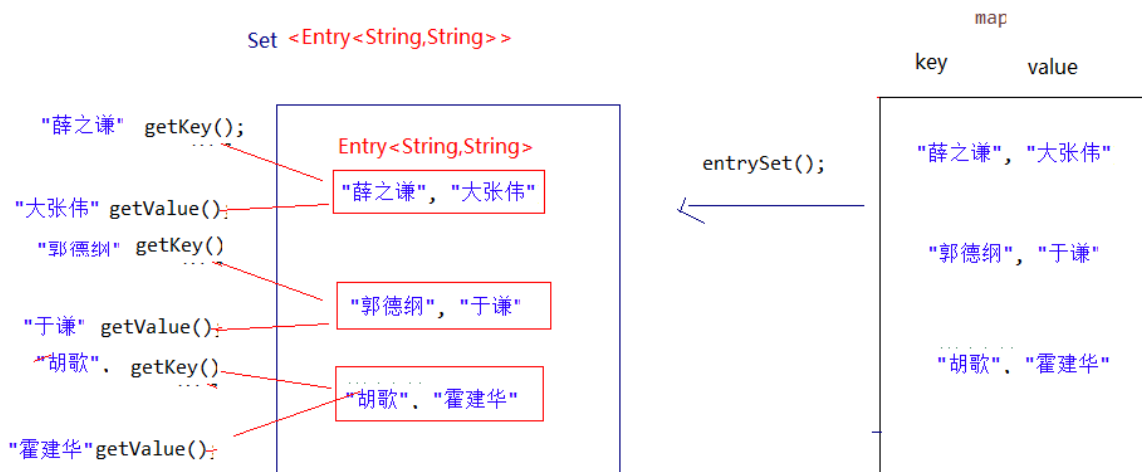 Set <Entry<String,String>>
map
key value
"薛之谦" getKey();
Entry<String,String>
"薛之谦", "大张伟"
"大张伟" getValue();
"郭德纲" getKey()
"郭德纲", "于谦"
"于谦" getValue();
"胡歌". getKey()
"胡歌". "霍建华"
"霍建华"getValue();
entrySet();
"薛之谦", "大张伟"
"郭德纲", "于谦"
"胡歌". "霍建华"